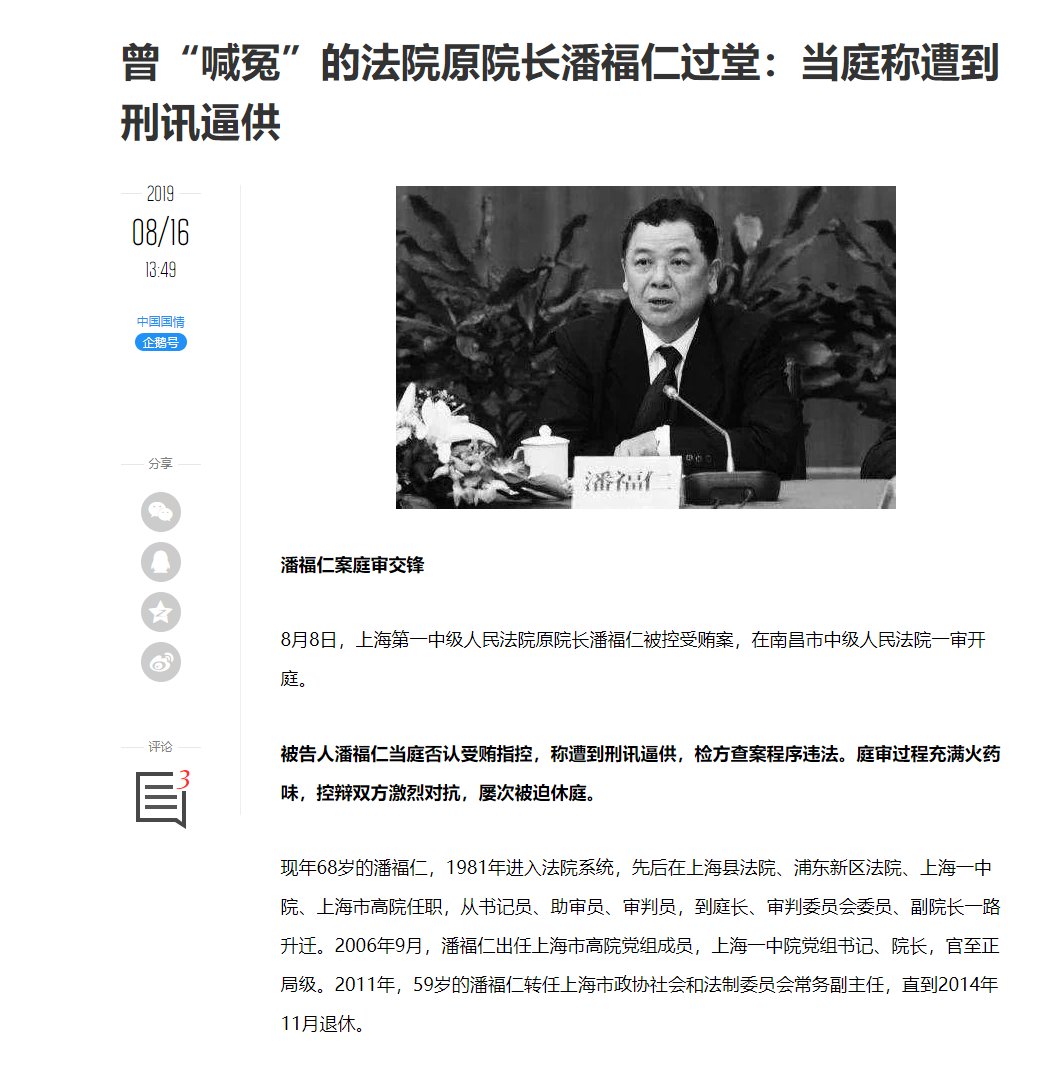 曾“喊冤”的法院原院长潘福仁过堂：当庭称遭到
刑讯逼供
2019
08/16
13:49
中国国情
企鹅号
分享
评论
3
潘福仁
潘福仁案庭审交锋
8月8日，上海第一中级人民法院原院长潘福仁被控受贿案，在南昌市中级人民法院一审开
庭。
被告人潘福仁当庭否认受贿指控，称遭到刑讯逼供，检方查案程序违法。庭审过程充满火药
味，控辩双方激烈对抗，屡次被迫休庭。
现年68岁的潘福仁，1981年进入法院系统，先后在上海县法院、浦东新区法院、上海一中
院、上海市高院任职，从书记员、助审员、审判员，到庭长、审判委员会委员、副院长一路
升迁。2006年9月，潘福仁出任上海市高院党组成员，上海一中院党组书记、院长，官至正
局级。2011年，59岁的潘福仁转任上海市政协社会和法制委员会常务副主任，直到2014年
11月退休。